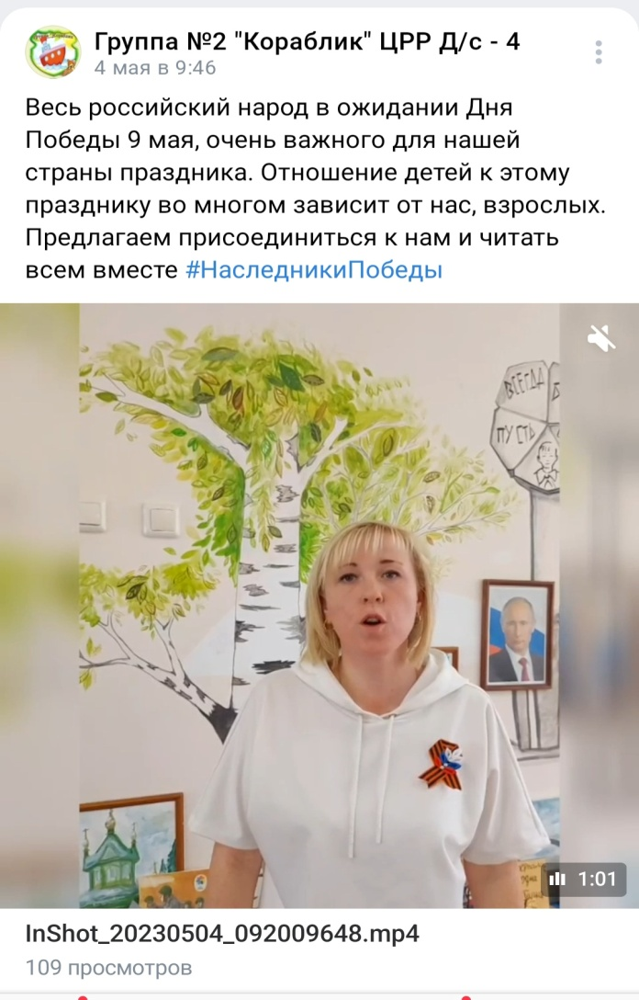 Группа №2 "Кораблик" ЦРР Д/с - 4
4 мая в 9:46
Весь российский народ в ожидании Дня
Победы 9 мая, очень важного для нашей
страны праздника. Отношение детей к этому
празднику во многом зависит от нас, взрослых.
Предлагаем присоединиться к нам и читать
всем вместе #НаследникиПобеды
ВСЕГДА
ПУСТЬ
1:01
InShot_20230504_092009648.mp4
109 просмотров